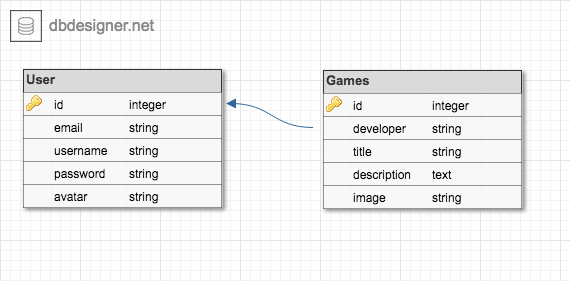 dbdesigner.net
User
id integer
email string
username string
password string
avatar string
Games
id integer
developer string
title string
description text
image string